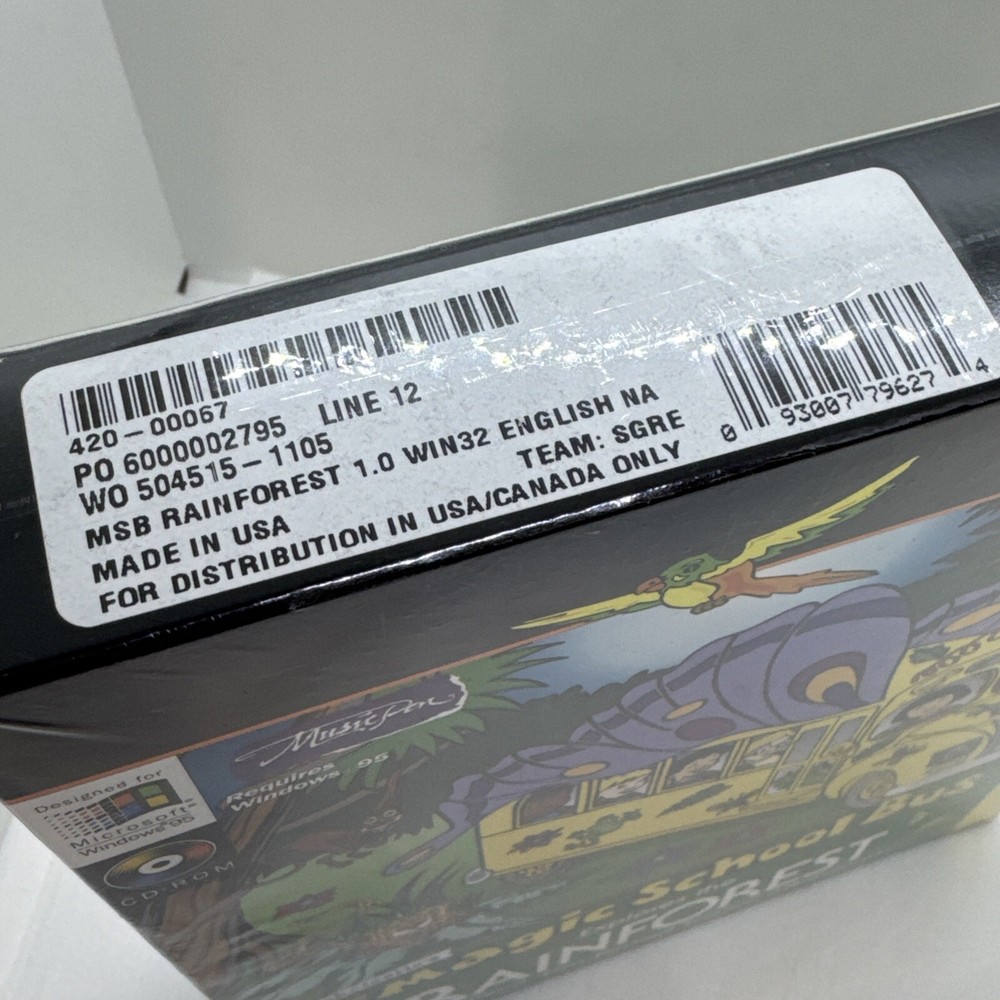 420-00067
PO 6000002795 LINE 12
WO 504515-1105
MSB RAINFOREST 1.0 WIN32 ENGLISH NA
MADE IN USA TEAM: SGRE
FOR DISTRIBUTION IN USA/CANADA ONLY
0 93007 79627 4
MusicPen
Requires
Windows 95
Designed for
Microsoft®
Windows®95
CD-ROM
Magic School Bus
the
RAINFOREST